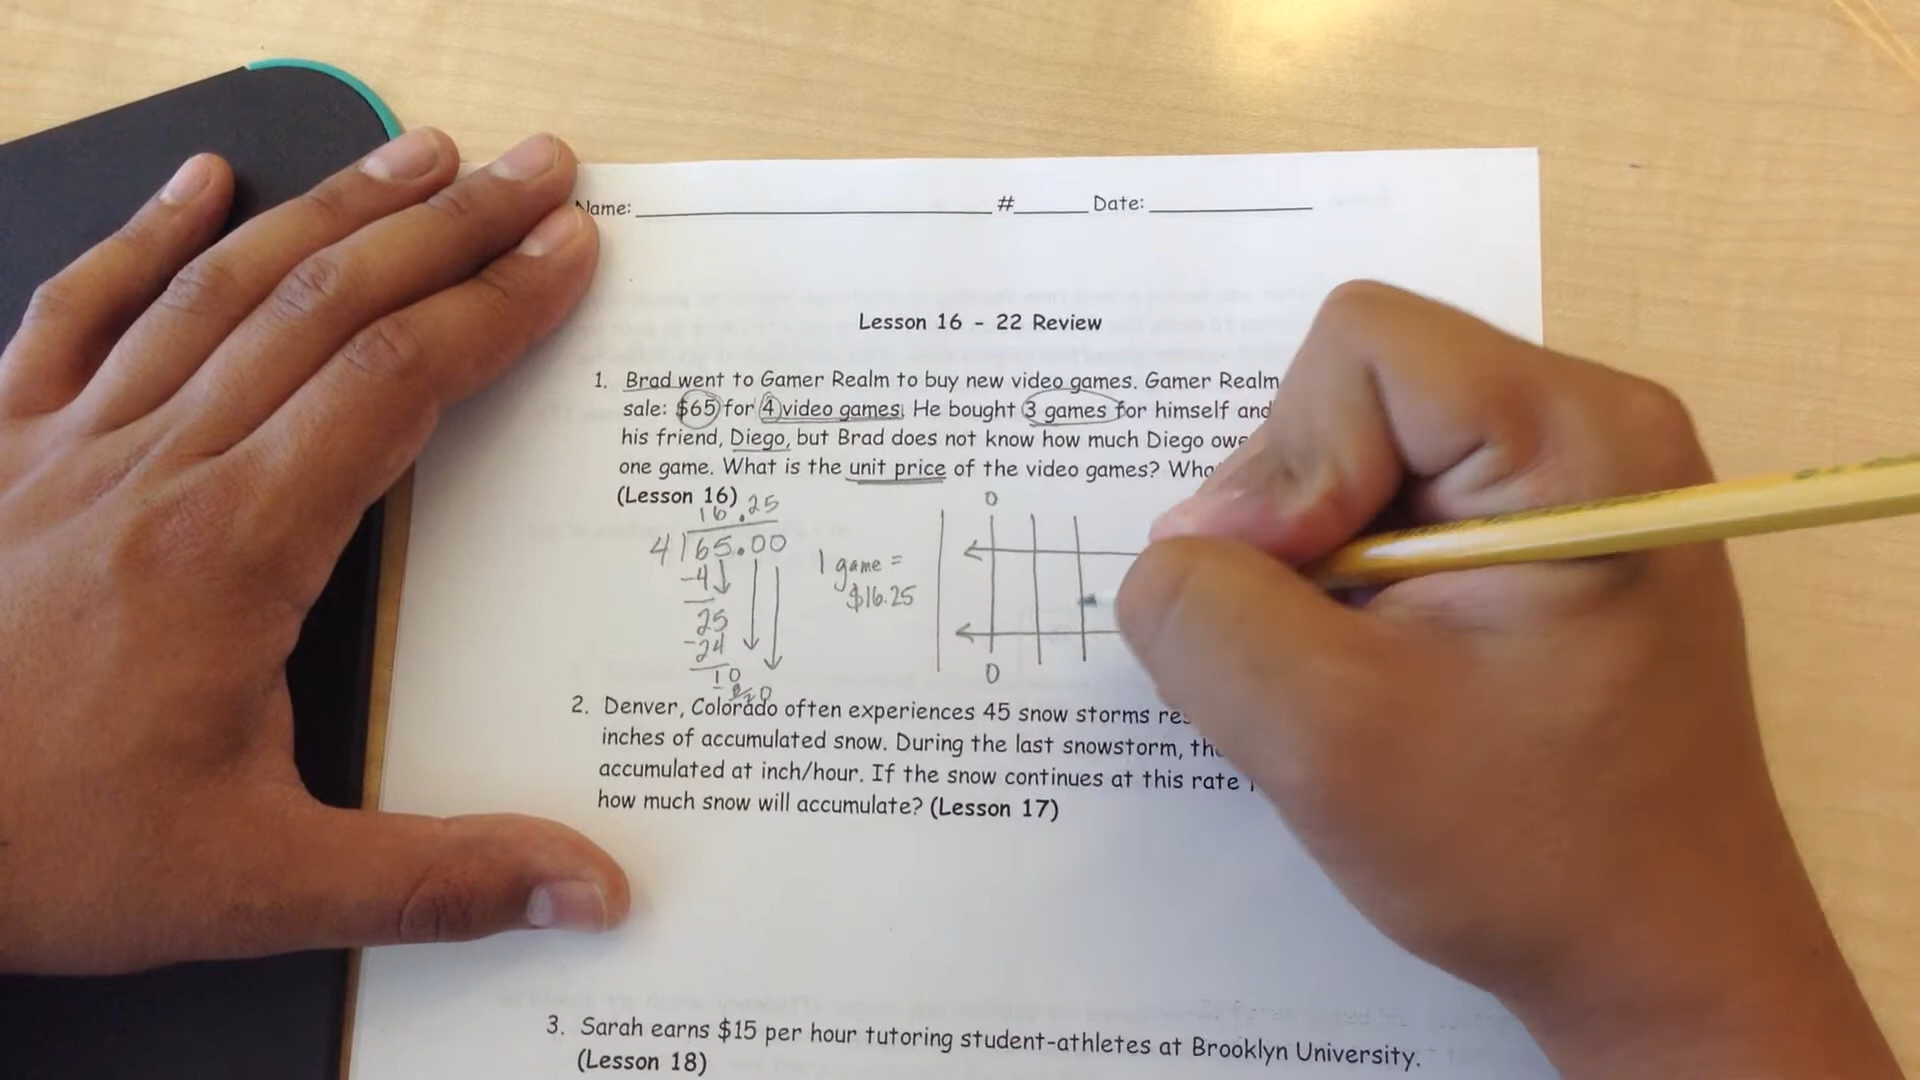 Name: # Date:
Lesson 16 - 22 Review
1. Brad went to Gamer Realm to buy new video games. Gamer Realm
sale: $65 for 4 video games. He bought 3 games for himself and
his friend, Diego, but Brad does not know how much Diego owe
one game. What is the unit price of the video games?
(Lesson 16)
16.25
4 65.00
-4
25
-24
10
1 game =
$16.25
0
0
2. Denver, Colorado often experiences 45 snow storms
inches of accumulated snow. During the last snowstorm,
accumulated at inch/hour. If the snow continues at this rate
how much snow will accumulate? (Lesson 17)
3. Sarah earns $15 per hour tutoring student-athletes at Brooklyn University.
(Lesson 18)